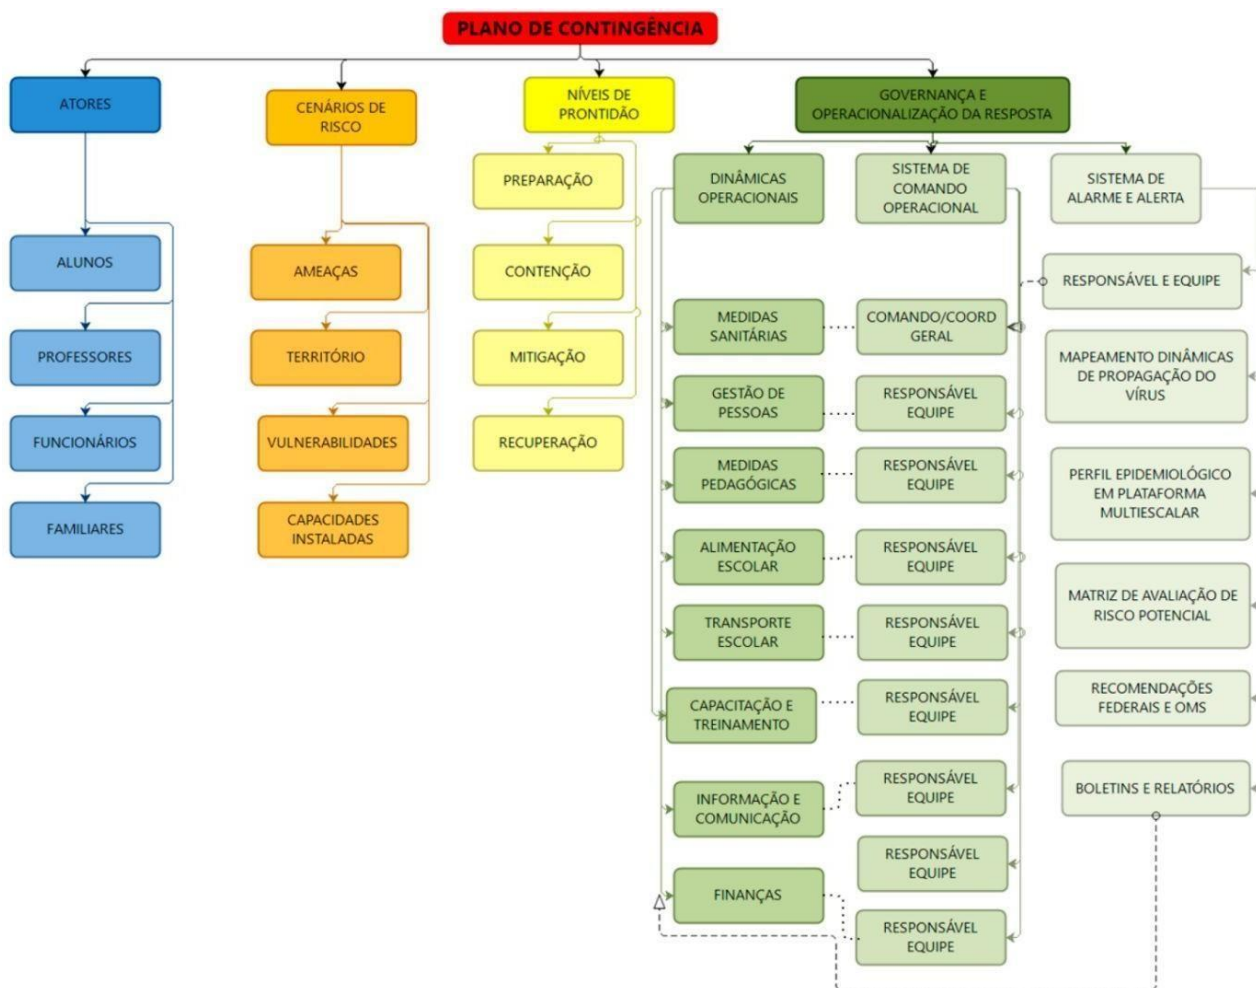 PLANO DE CONTINGÊNCIA
ATORES
ALUNOS
PROFESSORES
FUNCIONÁRIOS
FAMILIARES
CENÁRIOS DE
RISCO
AMEAÇAS
TERRITÓRIO
VULNERABILIDADES
CAPACIDADES
INSTALADAS
NÍVEIS DE
PRONTIDÃO
PREPARAÇÃO
CONTENÇÃO
MITIGAÇÃO
RECUPERAÇÃO
GOVERNANÇA E
OPERACIONALIZAÇÃO DA RESPOSTA
DINÂMICAS
OPERACIONAIS
MEDIDAS
SANITÁRIAS
GESTÃO DE
PESSOAS
MEDIDAS
PEDAGÓGICAS
ALIMENTAÇÃO
ESCOLAR
TRANSPORTE
ESCOLAR
CAPACITAÇÃO E
TREINAMENTO
INFORMAÇÃO E
COMUNICAÇÃO
FINANÇAS
SISTEMA DE
COMANDO
OPERACIONAL
COMANDO/COORD
GERAL
RESPONSÁVEL
EQUIPE
RESPONSÁVEL
EQUIPE
RESPONSÁVEL
EQUIPE
RESPONSÁVEL
EQUIPE
RESPONSÁVEL
EQUIPE
RESPONSÁVEL
EQUIPE
RESPONSÁVEL
EQUIPE
RESPONSÁVEL
EQUIPE
SISTEMA DE
ALARME E ALERTA
RESPONSÁVEL E EQUIPE
MAPEAMENTO DINÂMICAS
DE PROPAGAÇÃO DO
VÍRUS
PERFIL EPIDEMIOLÓGICO
EM PLATAFORMA
MULTIESCALAR
MATRIZ DE AVALIAÇÃO DE
RISCO POTENCIAL
RECOMENDAÇÕES
FEDERAIS E OMS
BOLETINS E RELATÓRIOS